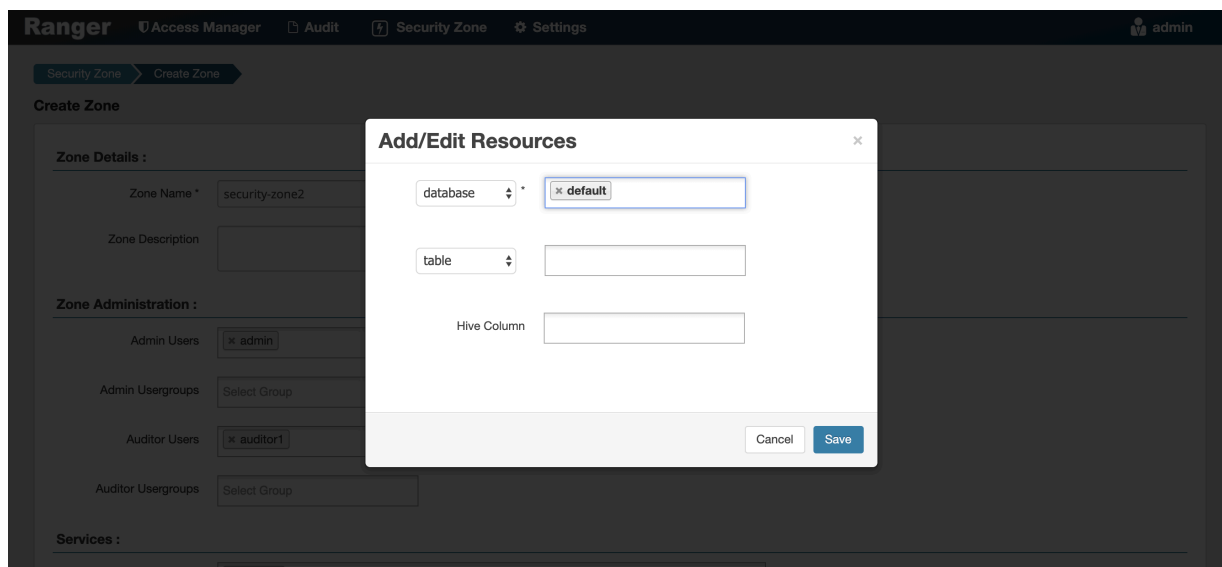 Ranger Access Manager Audit Security Zone Settings admin
Security Zone Create Zone
Create Zone
Zone Details :
Zone Name * security-zone2
Zone Description
Zone Administration :
Admin Users × admin
Admin Usergroups Select Group
Auditor Users × auditor1
Auditor Usergroups Select Group
Services :
Add/Edit Resources ×
database * × default
table
Hive Column
Cancel Save